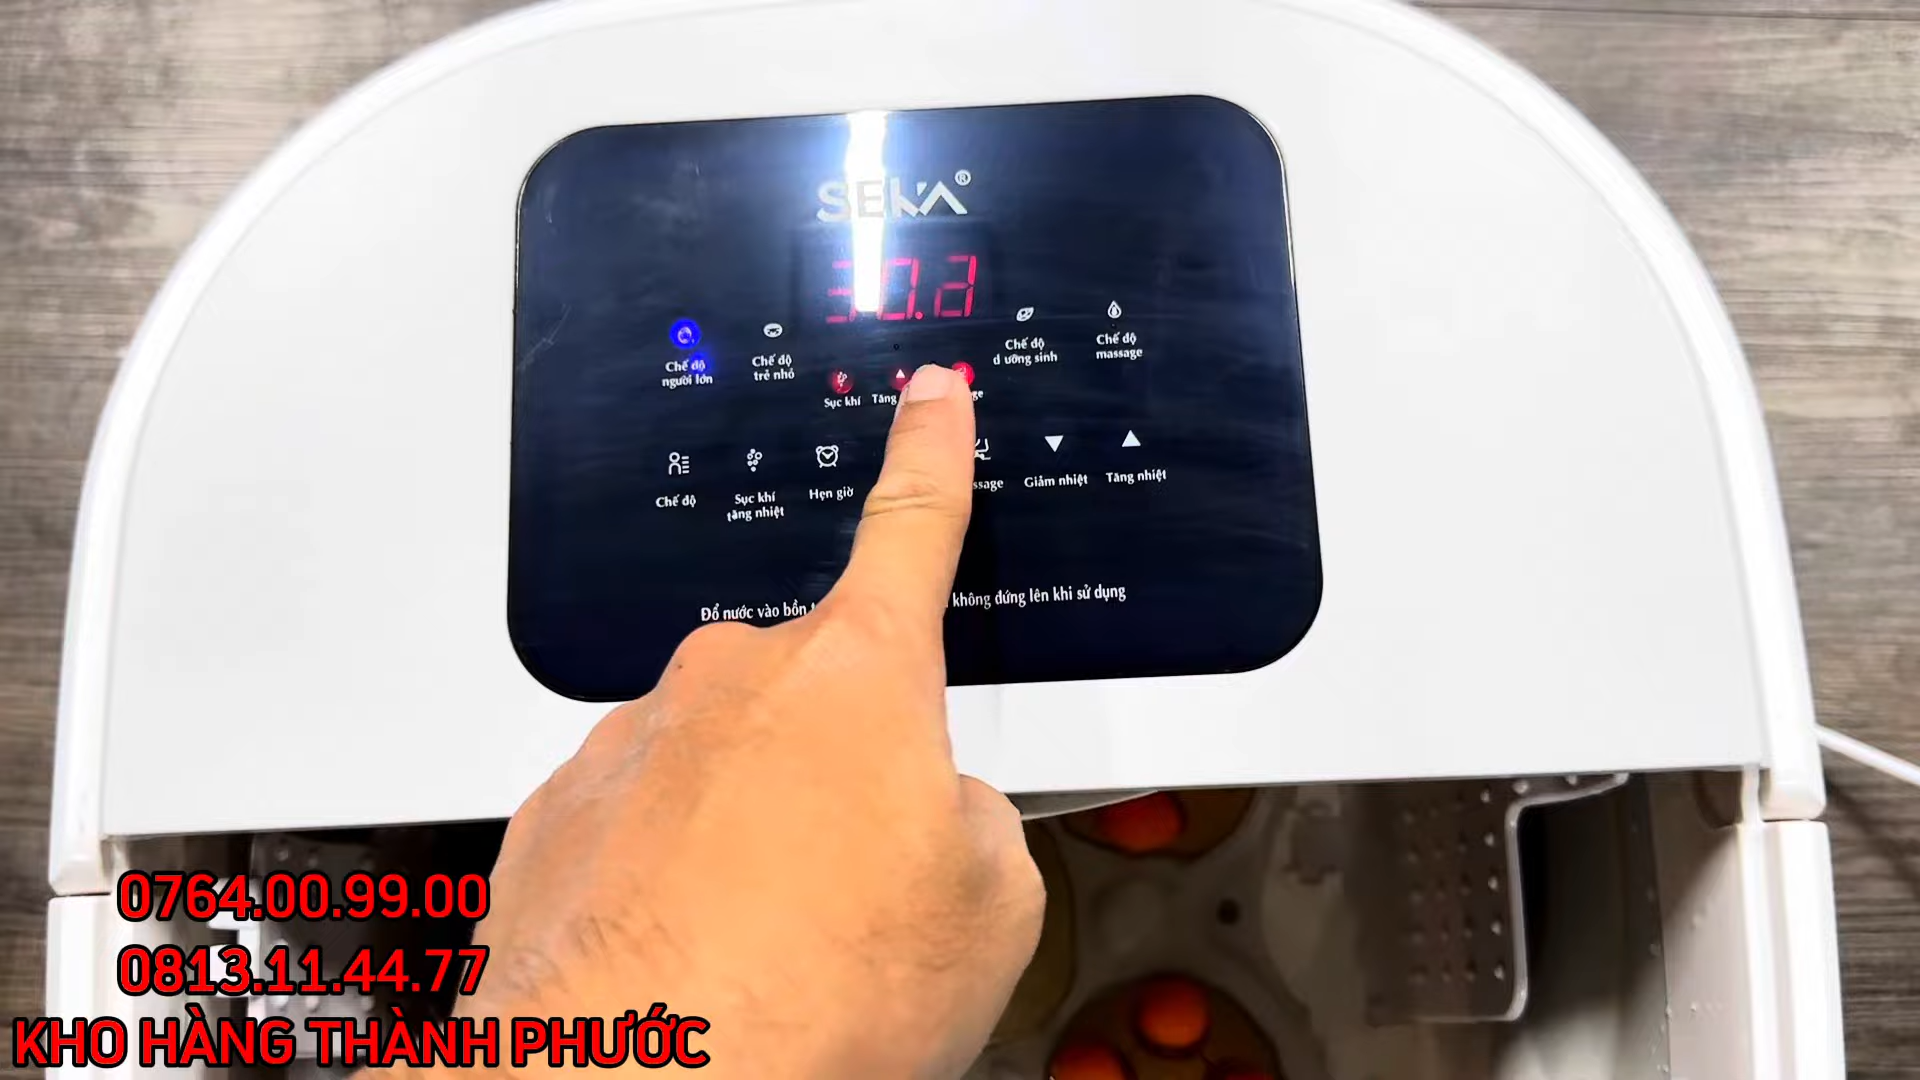 SEKA®
Chế độ
người lớn
Chế độ
trẻ nhỏ
Sục khí
Tăng
Chế độ
dưỡng sinh
Chế độ
massage
Chế độ
Sục khí
tăng nhiệt
Hẹn giờ
Giảm nhiệt
Tăng nhiệt
Đổ nước vào bồn
không đứng lên khi sử dụng
0764.00.99.00
0813.11.44.77
KHO HÀNG THÀNH PHƯỚC